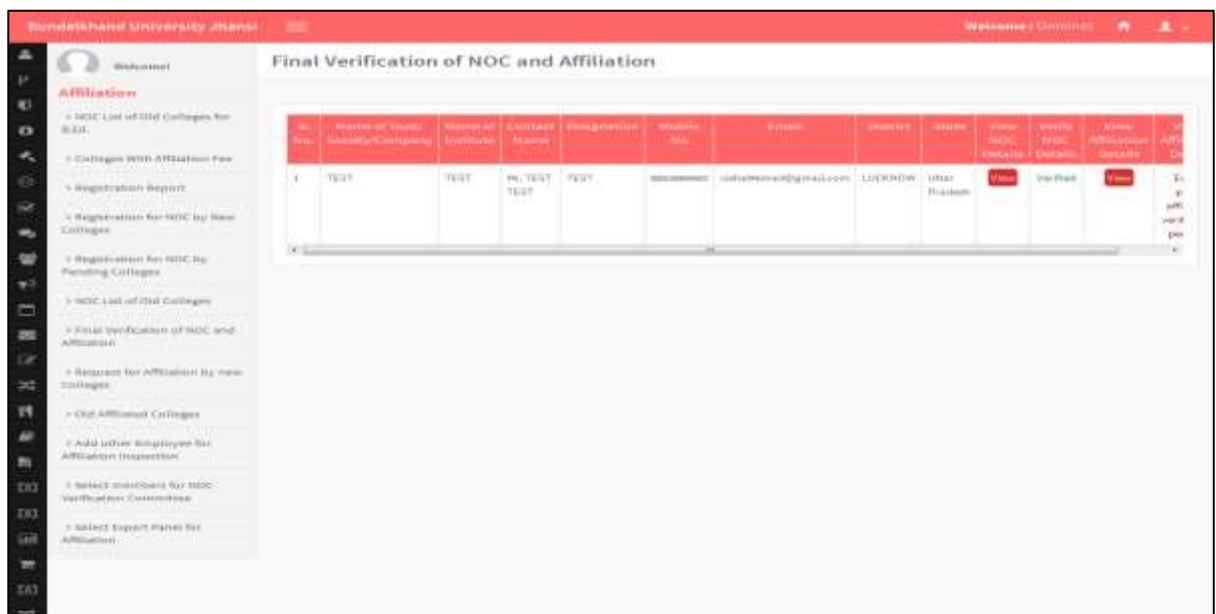 Bundelkhand University Jhansi
Welcome :
Welcome!
Affiliation
> NOC List of Old Colleges for
B.Ed.
> Colleges With Affiliation Fee
> Registration Report
> Registration for NOC by New
Colleges
> Registration for NOC by
Pending Colleges
> NOC List of Old Colleges
> Final Verification of NOC and
Affiliation
> Request for Affiliation by new
Colleges
> Old Affiliated Colleges
> Add other Employee for
Affiliation Inspection
> Select members for NOC
Verification Committee
> Select Expert Panel for
Affiliation
Final Verification of NOC and Affiliation
Sr. Name of Trust/ Name of Contact Designation Mobile Email District State View Verify View
No. Society/Company Institute Name No. NOC NOC Affiliation
Details Details Details
1 TEST TEST Mr. TEST TEST LUCKNOW Uttar View Verified View
TEST Pradesh